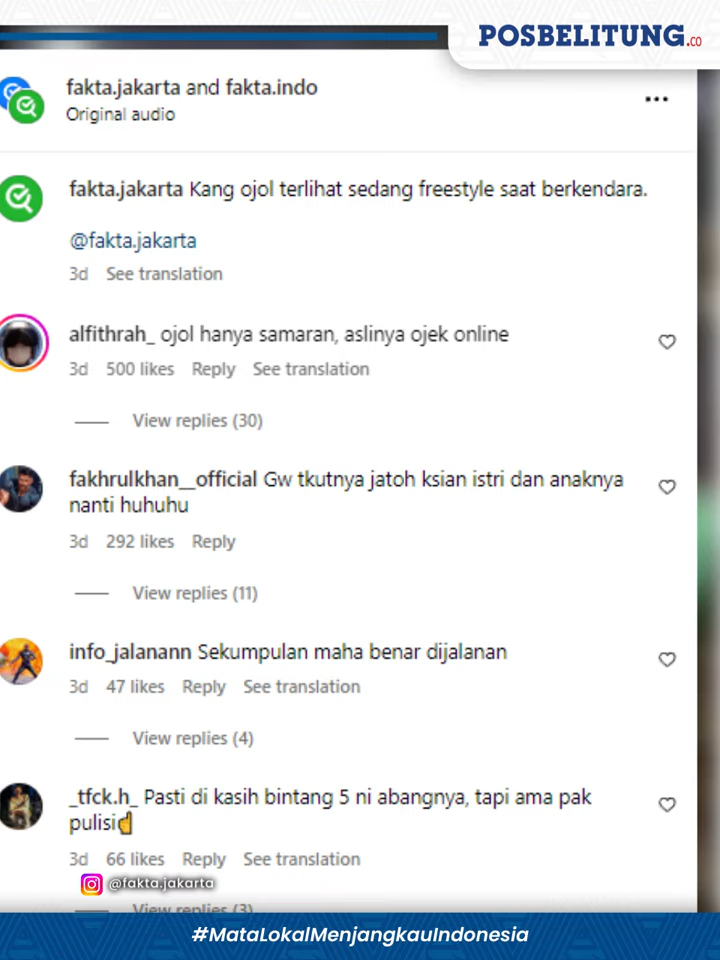 POSBELITUNG.CO
fakta.jakarta and fakta.indo
Original audio
fakta.jakarta Kang ojol terlihat sedang freestyle saat berkendara.
@fakta.jakarta
3d See translation
alfithrah_ ojol hanya samaran, aslinya ojek online
3d 500 likes Reply See translation
View replies (30)
fakhrulkhan__official Gw tkutnya jatoh ksian istri dan anaknya
nanti huhuhu
3d 292 likes Reply
View replies (11)
info_jalanann Sekumpulan maha benar dijalanan
3d 47 likes Reply See translation
View replies (4)
_tfck.h_ Pasti di kasih bintang 5 ni abangnya, tapi ama pak
pulisi☝
3d 66 likes Reply See translation
@fakta.jakarta
View replies (3)
#MataLokalMenjangkauIndonesia